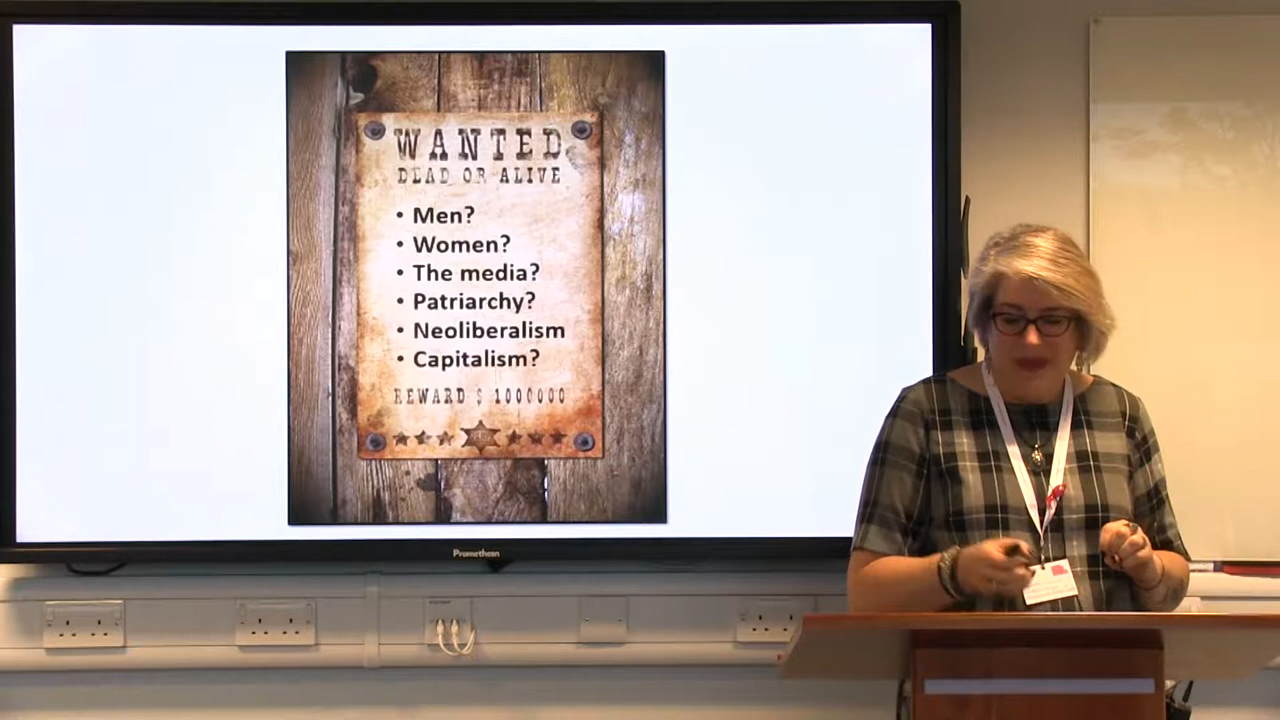 WANTED
DEAD OR ALIVE
• Men?
• Women?
• The media?
• Patriarchy?
• Neoliberalism
• Capitalism?
REWARD $ 1000000
Promethean